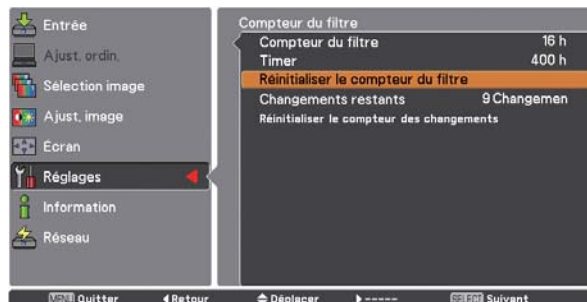 Entrée
Ajust. ordin.
Sélection image
Ajust. image
Écran
Réglages
Information
Réseau
Compteur du filtre
Compteur du filtre 16 h
Timer 400 h
Réinitialiser le compteur du filtre
Changements restants 9 Changemen
Réinitialiser le compteur des changements
MENU Quitter Retour Déplacer ----- SELECT Suivant